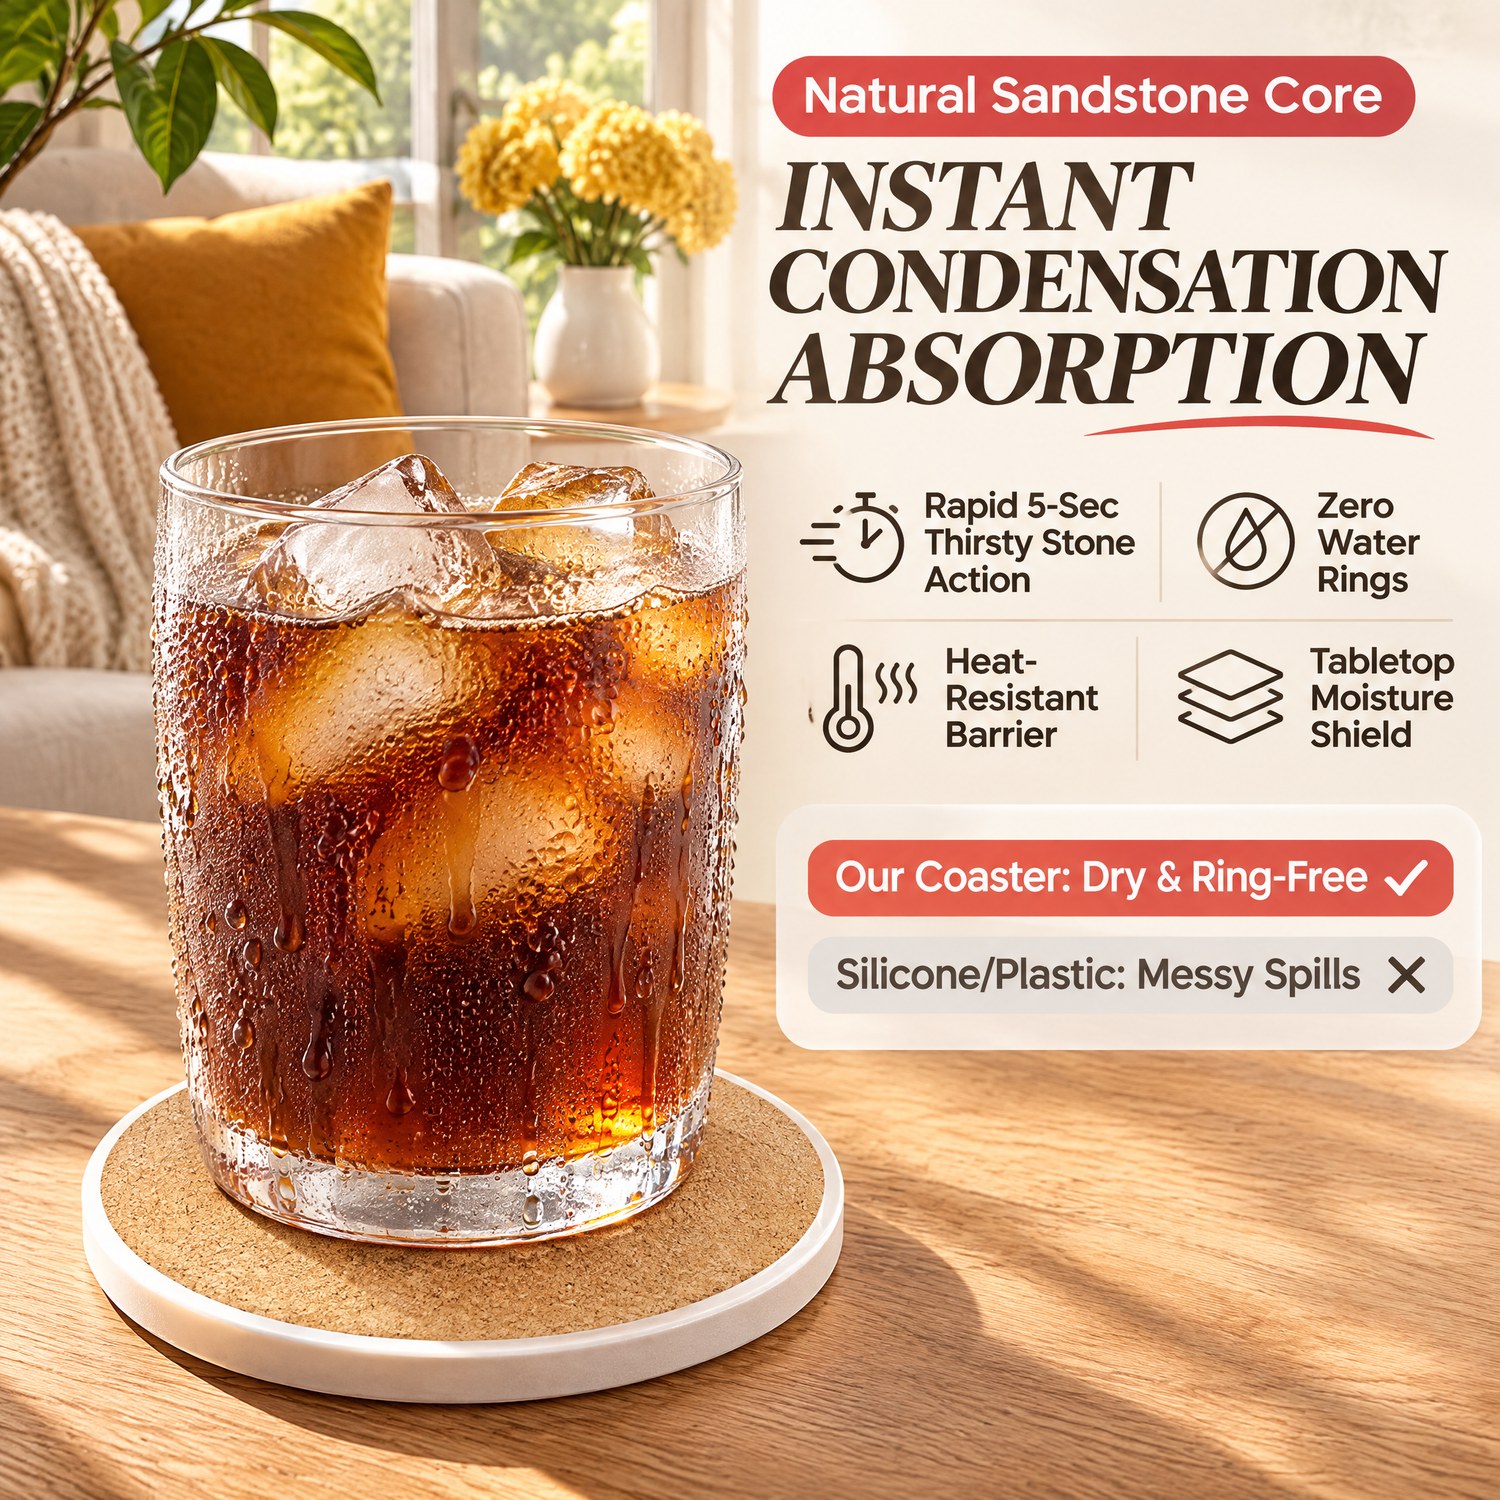 Natural Sandstone Core
INSTANT
CONDENSATION
ABSORPTION
Rapid 5-Sec
Thirsty Stone
Action
Zero
Water
Rings
Heat-
Resistant
Barrier
Tabletop
Moisture
Shield
Our Coaster: Dry & Ring-Free
Silicone/Plastic: Messy Spills